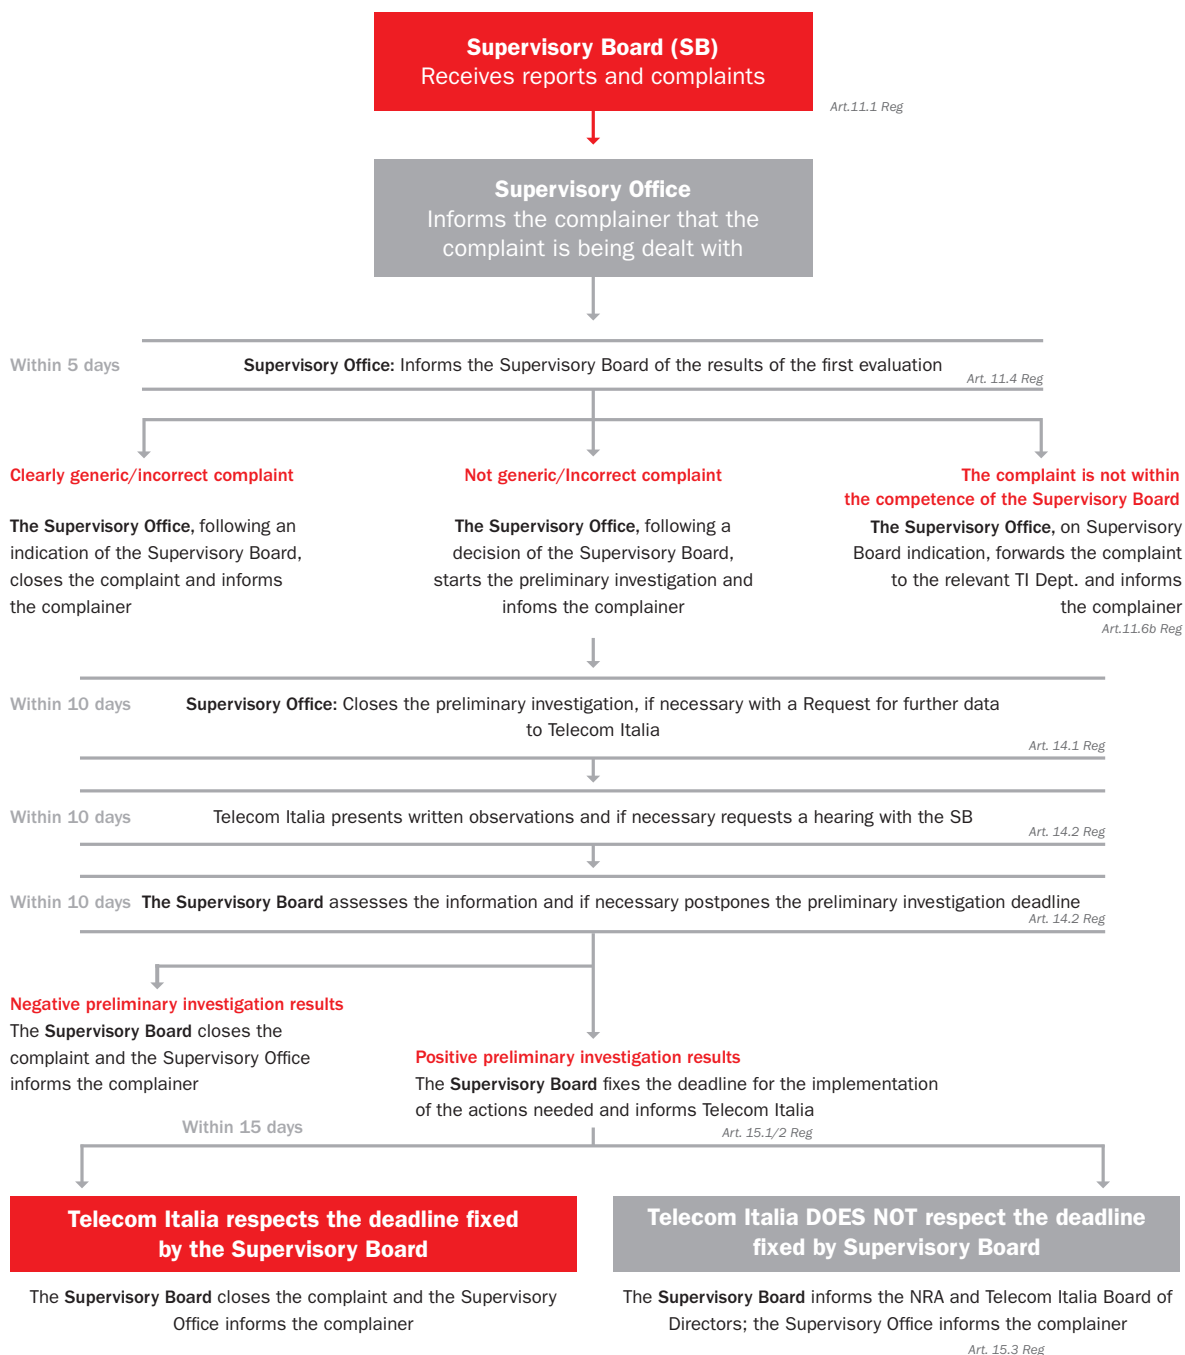 Supervisory Board (SB)
Receives reports and complaints
Art.11.1 Reg
Supervisory Office
Informs the complainer that the
complaint is being dealt with
Within 5 days
Supervisory Office: Informs the Supervisory Board of the results of the first evaluation
Art. 11.4 Reg
Clearly generic/incorrect complaint
The Supervisory Office, following an
indication of the Supervisory Board,
closes the complaint and informs
the complainer
Not generic/Incorrect complaint
The Supervisory Office, following a
decision of the Supervisory Board,
starts the preliminary investigation and
infoms the complainer
The complaint is not within
the competence of the Supervisory Board
The Supervisory Office, on Supervisory
Board indication, forwards the complaint
to the relevant TI Dept. and informs
the complainer
Art.11.6b Reg
Within 10 days
Supervisory Office: Closes the preliminary investigation, if necessary with a Request for further data
to Telecom Italia
Art. 14.1 Reg
Within 10 days
Telecom Italia presents written observations and if necessary requests a hearing with the SB
Art. 14.2 Reg
Within 10 days
The Supervisory Board assesses the information and if necessary postpones the preliminary investigation deadline
Art. 14.2 Reg
Negative preliminary investigation results
The Supervisory Board closes the
complaint and the Supervisory Office
informs the complainer
Positive preliminary investigation results
The Supervisory Board fixes the deadline for the implementation
of the actions needed and informs Telecom Italia
Within 15 days
Art. 15.1/2 Reg
Telecom Italia respects the deadline fixed
by the Supervisory Board
The Supervisory Board closes the complaint and the Supervisory
Office informs the complainer
Telecom Italia DOES NOT respect the deadline
fixed by Supervisory Board
The Supervisory Board informs the NRA and Telecom Italia Board of
Directors; the Supervisory Office informs the complainer
Art. 15.3 Reg